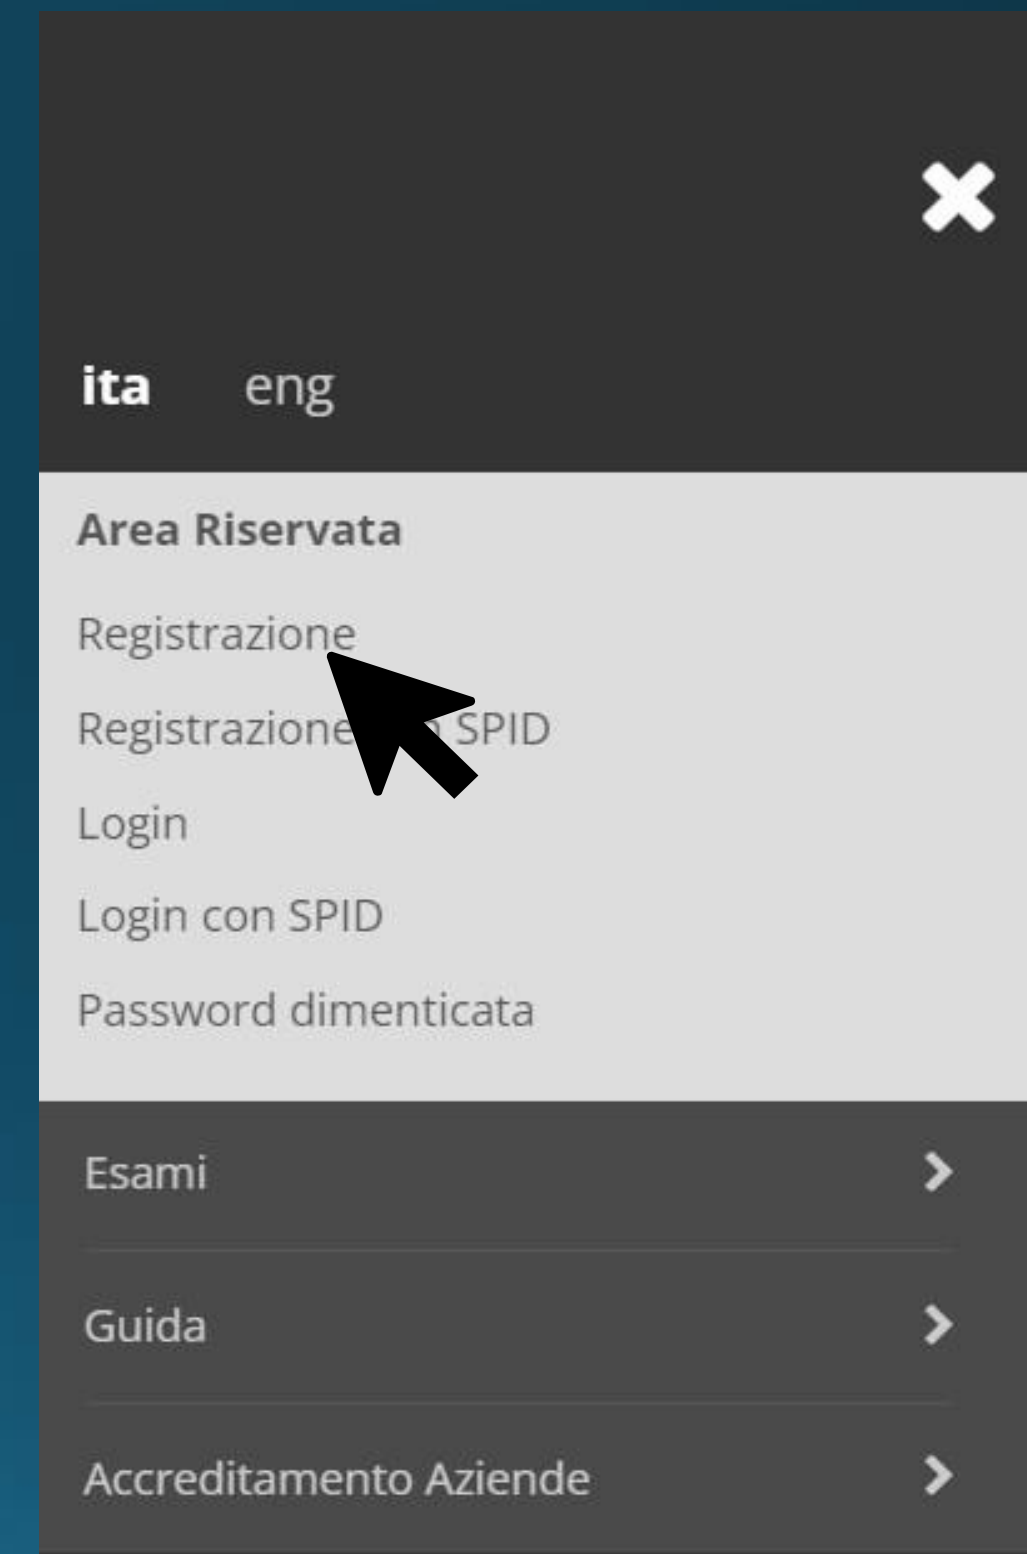 ita eng
Area Riservata
Registrazione
Registrazione SPID
Login
Login con SPID
Password dimenticata
Esami
Guida
Accreditamento Aziende